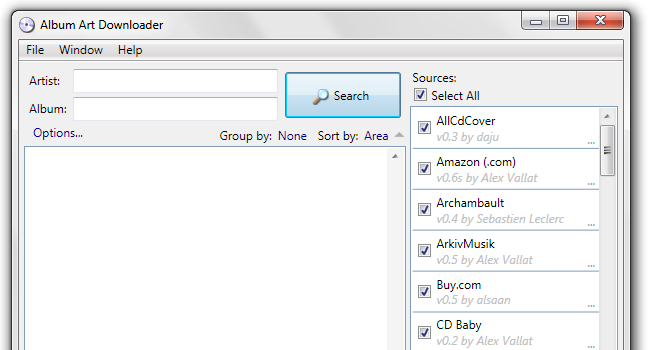 Album Art Downloader
File Window Help
Artist:
Album:
Search
Options...
Group by: None Sort by: Area
Sources:
Select All
AllCdCover
v0.3 by daju
...
Amazon (.com)
v0.6s by Alex Vallat
...
Archambault
v0.4 by Sebastien Leclerc
...
ArkivMusik
v0.5 by Alex Vallat
...
Buy.com
v0.5 by alsaan
...
CD Baby
v0.2 by Alex Vallat
...